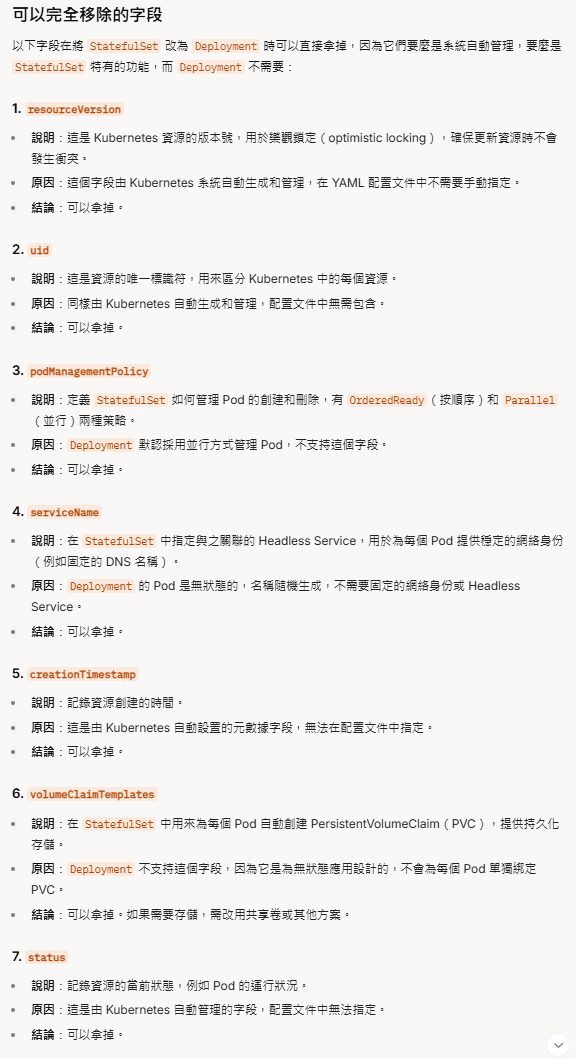 可以完全移除的字段
以下字段在將 StatefulSet 改為 Deployment 時可以直接拿掉，因為它們要麼是系統自動管理，要麼是
StatefulSet 特有的功能，而 Deployment 不需要：
1. resourceVersion
• 說明：這是 Kubernetes 資源的版本號，用於樂觀鎖定（optimistic locking），確保更新資源時不會
發生衝突。
• 原因：這個字段由 Kubernetes 系統自動生成和管理，在 YAML 配置文件中不需要手動指定。
• 結論：可以拿掉。
2. uid
• 說明：這是資源的唯一標識符，用來區分 Kubernetes 中的每個資源。
• 原因：同樣由 Kubernetes 自動生成和管理，配置文件中無需包含。
• 結論：可以拿掉。
3. podManagementPolicy
• 說明：定義 StatefulSet 如何管理 Pod 的創建和刪除，有 OrderedReady（按順序）和 Parallel
（並行）兩種策略。
• 原因：Deployment 默認採用並行方式管理 Pod，不支持這個字段。
• 結論：可以拿掉。
4. serviceName
• 說明：在 StatefulSet 中指定與之關聯的 Headless Service，用於為每個 Pod 提供穩定的網絡身份
（例如固定的 DNS 名稱）。
• 原因：Deployment 的 Pod 是無狀態的，名稱隨機生成，不需要固定的網絡身份或 Headless
Service。
• 結論：可以拿掉。
5. creationTimestamp
• 說明：記錄資源創建的時間。
• 原因：這是由 Kubernetes 自動設置的元數據字段，無法在配置文件中指定。
• 結論：可以拿掉。
6. volumeClaimTemplates
• 說明：在 StatefulSet 中用來為每個 Pod 自動創建 PersistentVolumeClaim（PVC），提供持久化
存儲。
• 原因：Deployment 不支持這個字段，因為它是為無狀態應用設計的，不會為每個 Pod 單獨綁定
PVC。
• 結論：可以拿掉。如果需要存儲，需改用共享卷或其他方案。
7. status
• 說明：記錄資源的當前狀態，例如 Pod 的運行狀況。
• 原因：這是由 Kubernetes 自動管理的字段，配置文件中無法指定。
• 結論：可以拿掉。